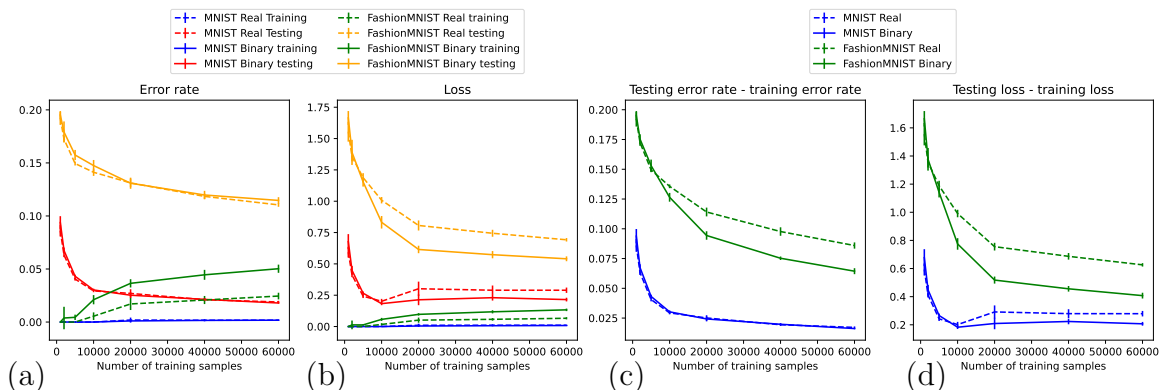 MNIST Real Training
MNIST Real Testing
MNIST Binary training
MNIST Binary testing
FashionMNIST Real training
FashionMNIST Real testing
FashionMNIST Binary training
FashionMNIST Binary testing
MNIST Real
MNIST Binary
FashionMNIST Real
FashionMNIST Binary
Error rate
0.20
0.15
0.10
0.05
0.00
0 10000 20000 30000 40000 50000 60000
Number of training samples
(a)
Loss
1.75
1.50
1.25
1.00
0.75
0.50
0.25
0.00
0 10000 20000 30000 40000 50000 60000
Number of training samples
(b)
Testing error rate - training error rate
0.200
0.175
0.150
0.125
0.100
0.075
0.050
0.025
0 10000 20000 30000 40000 50000 60000
Number of training samples
(c)
Testing loss - training loss
1.6
1.4
1.2
1.0
0.8
0.6
0.4
0.2
0 10000 20000 30000 40000 50000 60000
Number of training samples
(d)